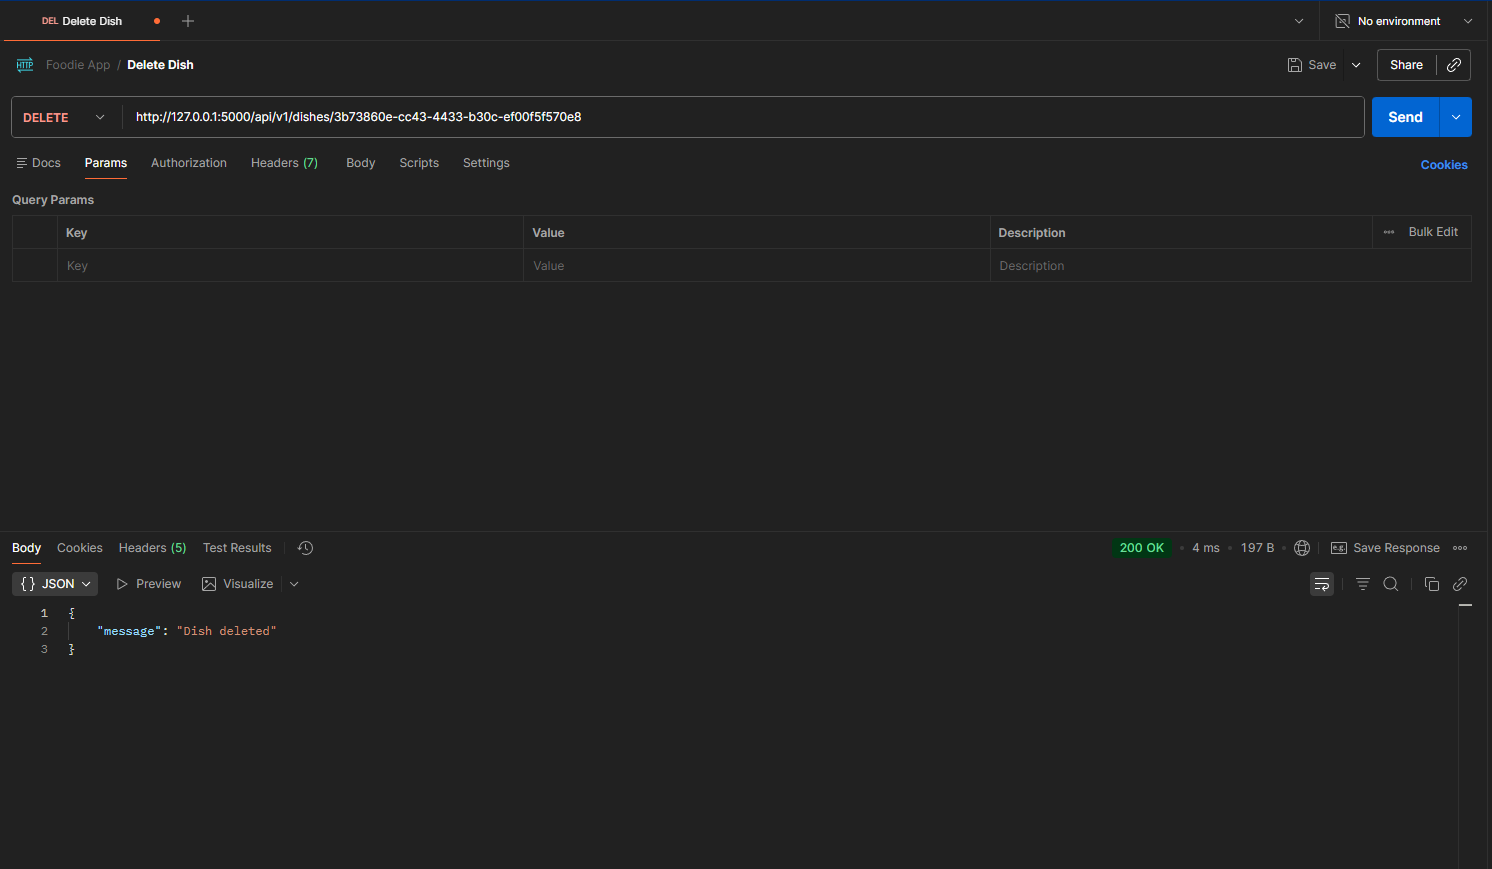 DEL Delete Dish
No environment
HTTP Foodie App / Delete Dish
Save
Share
DELETE
http://127.0.0.1:5000/api/v1/dishes/3b73860e-cc43-4433-b30c-ef00f5f570e8
Send
Docs Params Authorization Headers (7) Body Scripts Settings
Cookies
Query Params
Key Value Description Bulk Edit
Key Value Description
Body Cookies Headers (5) Test Results
200 OK • 4 ms • 197 B
e.g. Save Response
{} JSON Preview Visualize
1 {
2 "message": "Dish deleted"
3 }